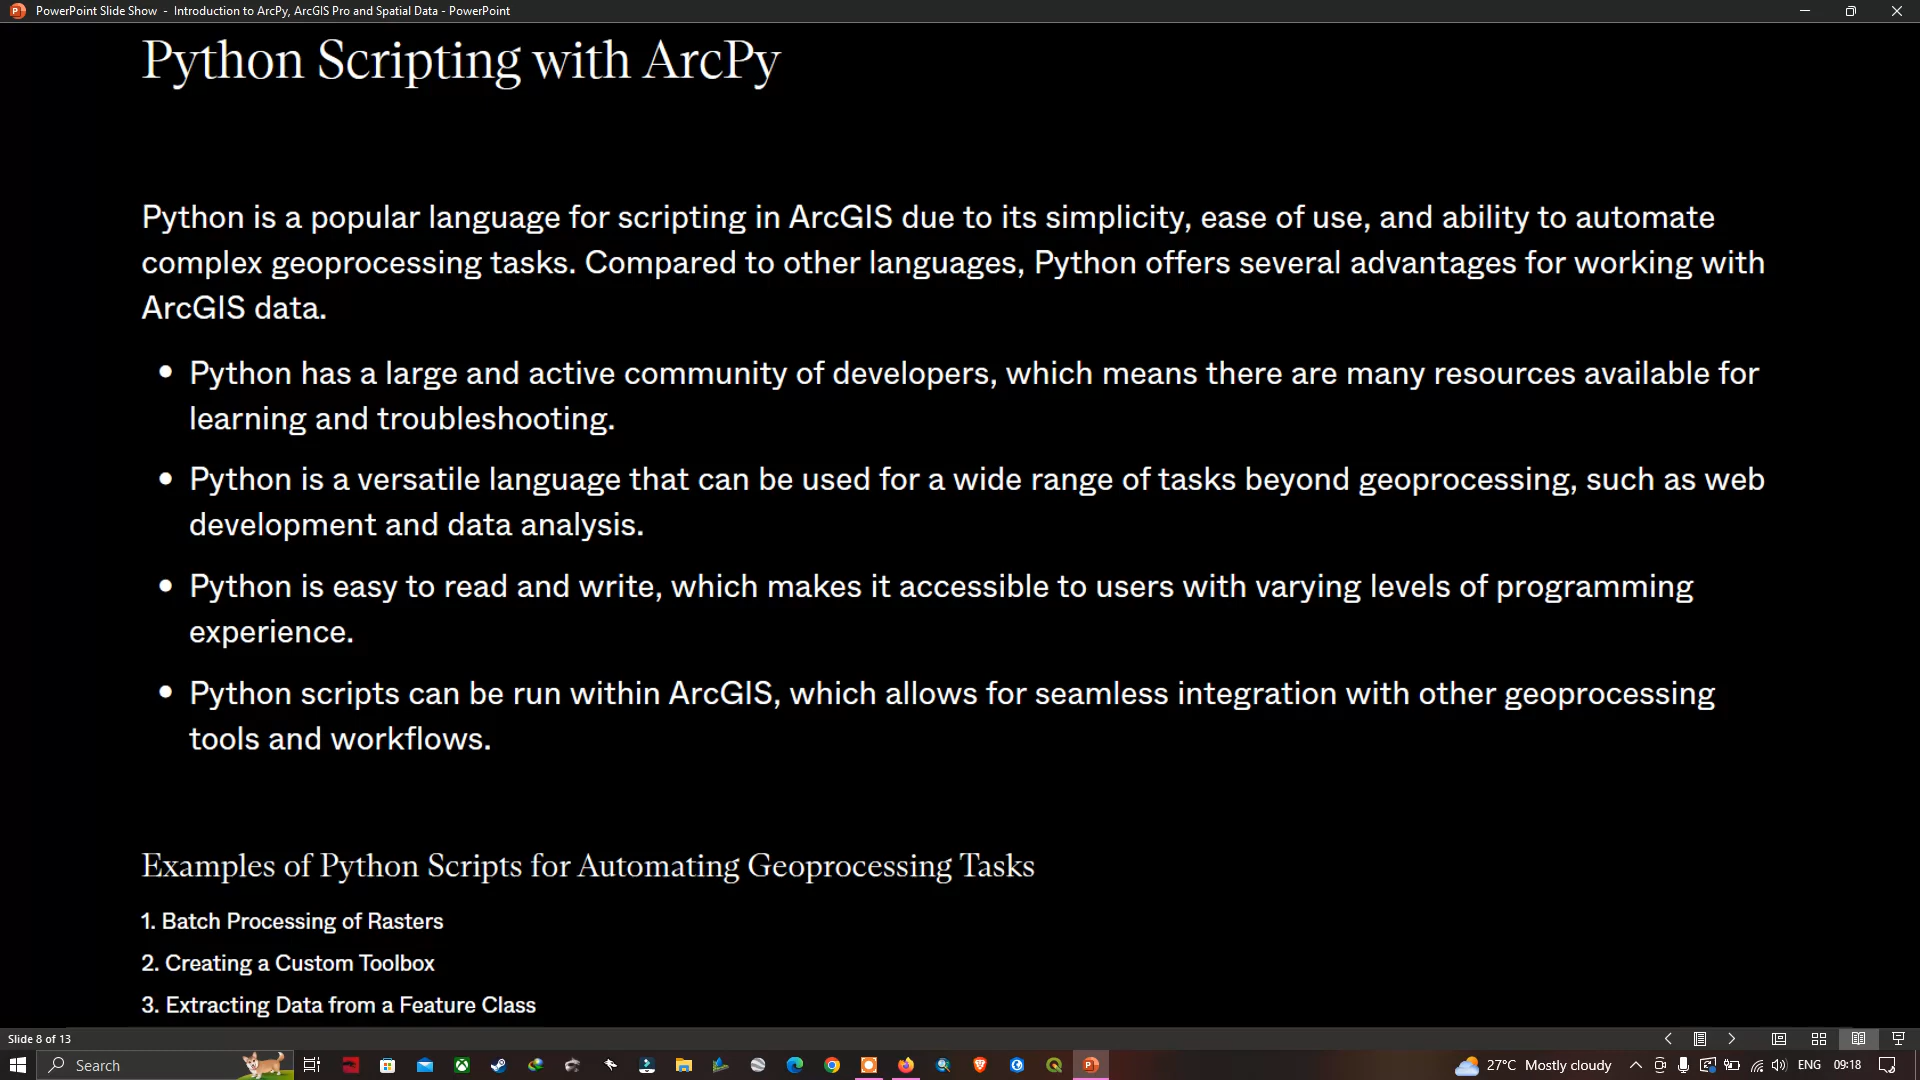 PowerPoint Slide Show - Introduction to ArcPy, ArcGIS Pro and Spatial Data - PowerPoint
Python Scripting with ArcPy
Python is a popular language for scripting in ArcGIS due to its simplicity, ease of use, and ability to automate
complex geoprocessing tasks. Compared to other languages, Python offers several advantages for working with
ArcGIS data.
• Python has a large and active community of developers, which means there are many resources available for
learning and troubleshooting.
• Python is a versatile language that can be used for a wide range of tasks beyond geoprocessing, such as web
development and data analysis.
• Python is easy to read and write, which makes it accessible to users with varying levels of programming
experience.
• Python scripts can be run within ArcGIS, which allows for seamless integration with other geoprocessing
tools and workflows.
Examples of Python Scripts for Automating Geoprocessing Tasks
1. Batch Processing of Rasters
2. Creating a Custom Toolbox
3. Extracting Data from a Feature Class
Slide 8 of 13
Search
27°C Mostly cloudy
ENG
09:18